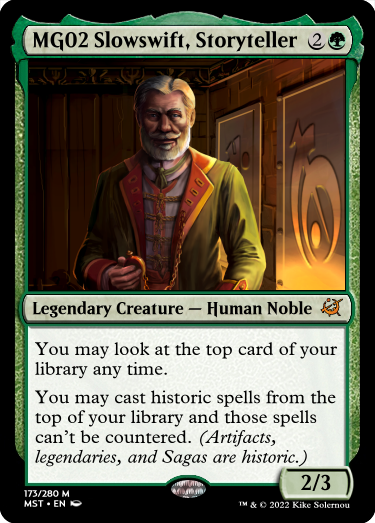 MG02 Slowswift, Storyteller 2
Legendary Creature — Human Noble
You may look at the top card of your
library any time.
You may cast historic spells from the
top of your library and those spells
can't be countered. (Artifacts,
legendaries, and Sagas are historic.)
2/3
173/280 M
MST • EN
™ & © 2022 Kike Solernou